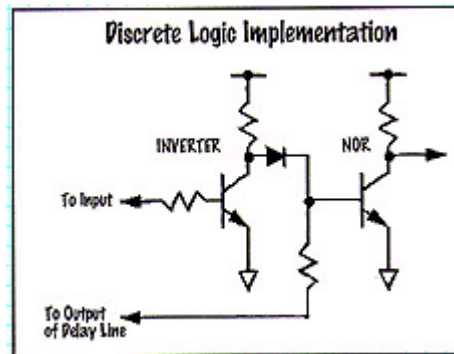 Discrete Logic Implementation
INVERTER
NOR
To Input
To Output
of Delay Line